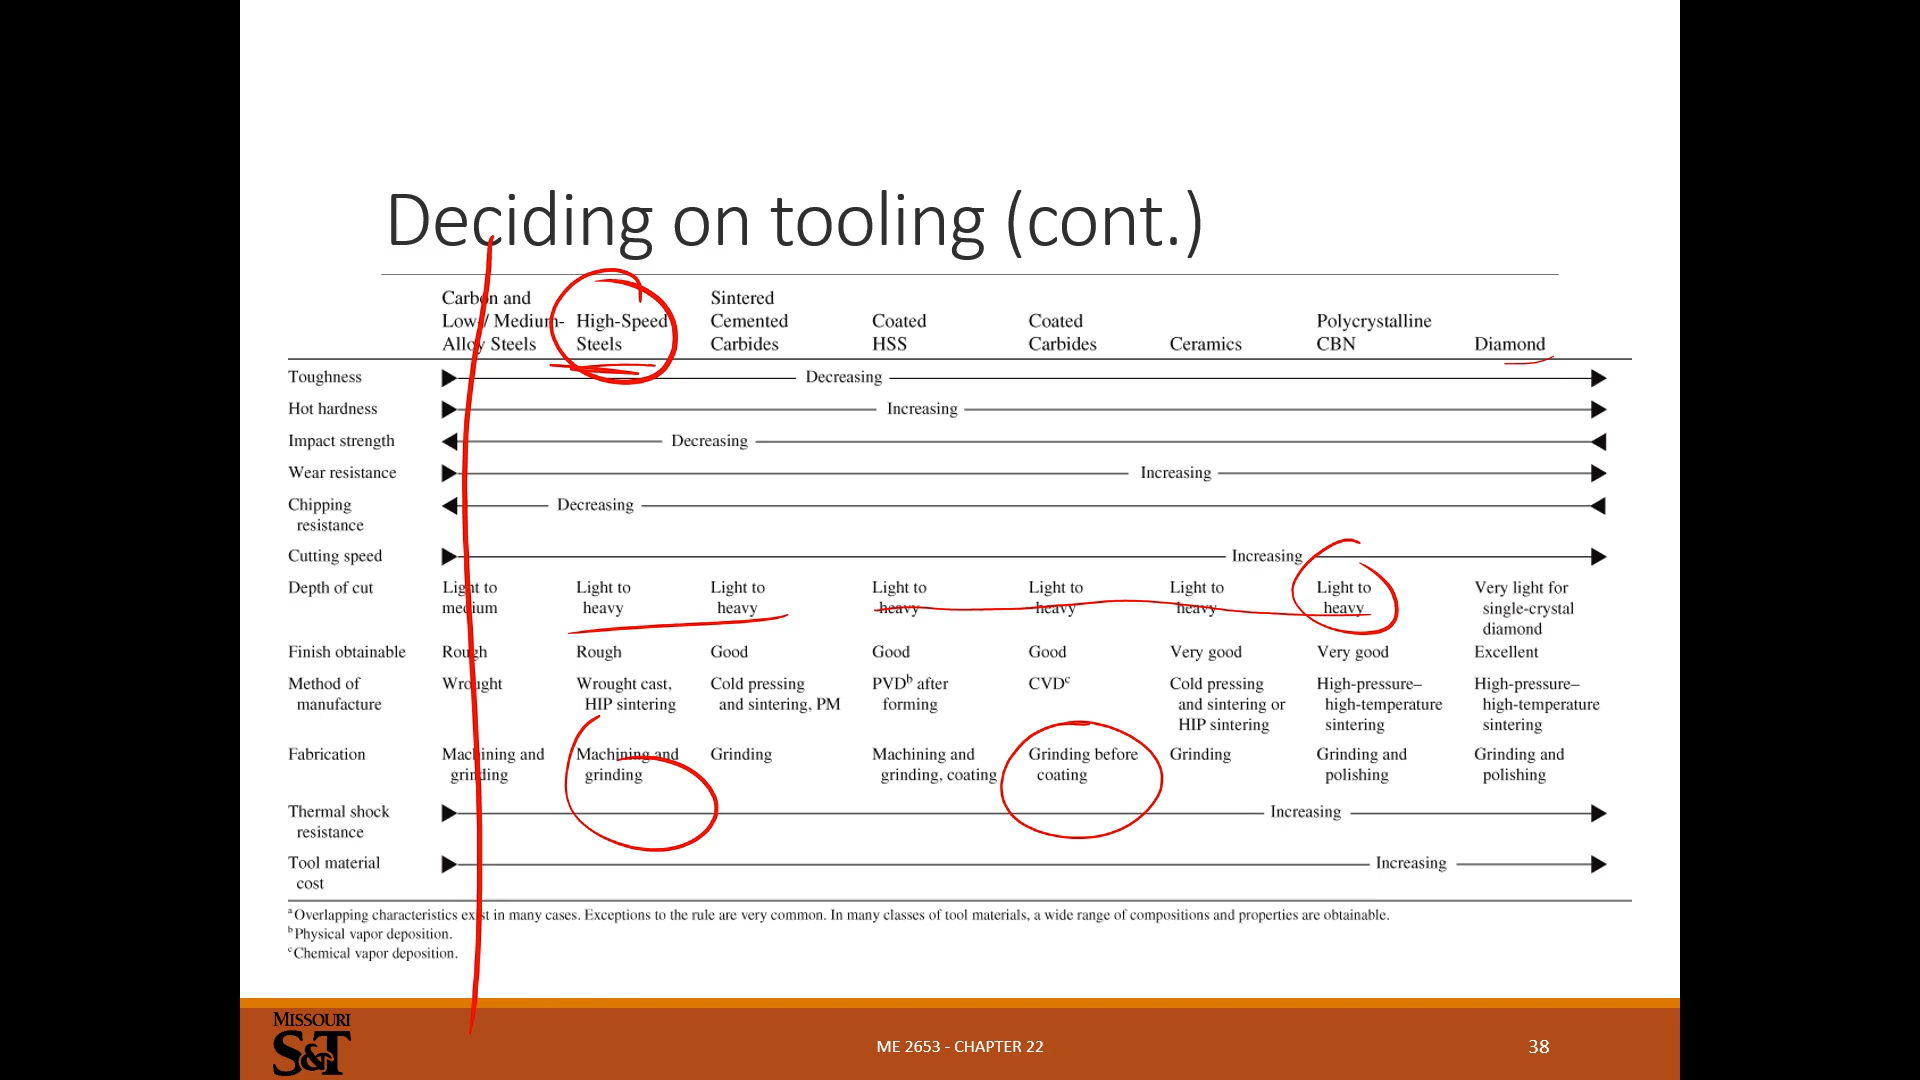 Deciding on tooling (cont.)
Carbon and Low-/ Medium-Alloy Steels High-Speed Steels Sintered Cemented Carbides Coated HSS Coated Carbides Ceramics Polycrystalline CBN Diamond
Toughness Decreasing
Hot hardness Increasing
Impact strength Decreasing
Wear resistance Increasing
Chipping resistance Decreasing
Cutting speed Increasing
Depth of cut Light to medium Light to heavy Light to heavy Light to heavy Light to heavy Light to heavy Light to heavy Very light for single-crystal diamond
Finish obtainable Rough Rough Good Good Good Very good Very good Excellent
Method of manufacture Wrought Wrought cast, HIP sintering Cold pressing and sintering, PM PVDb after forming CVDc Cold pressing and sintering or HIP sintering High-pressure–high-temperature sintering High-pressure–high-temperature sintering
Fabrication Machining and grinding Machining and grinding Grinding Machining and grinding, coating Grinding before coating Grinding Grinding and polishing Grinding and polishing
Thermal shock resistance Increasing
Tool material cost Increasing
aOverlapping characteristics exist in many cases. Exceptions to the rule are very common. In many classes of tool materials, a wide range of compositions and properties are obtainable.
bPhysical vapor deposition.
cChemical vapor deposition.
MISSOURI
S&T
ME 2653 - CHAPTER 22
38